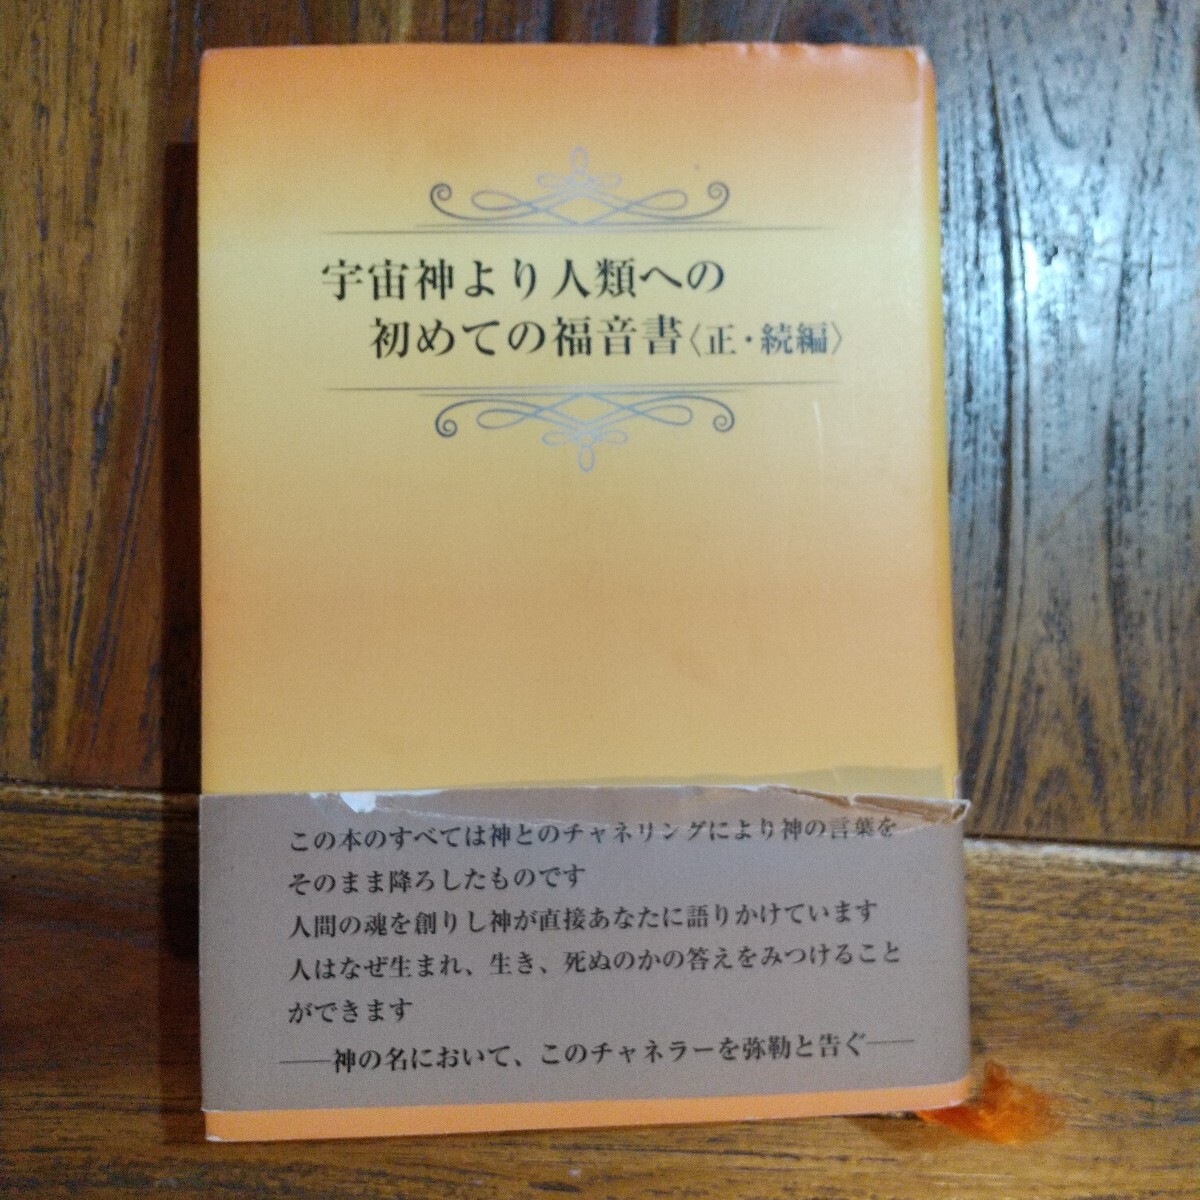 宇宙神より人類への
初めての福音書〈正・続編〉
この本のすべては神とのチャネリングにより神の言葉を
そのまま降ろしたものです
人間の魂を創りし神が直接あなたに語りかけています
人はなぜ生まれ、生き、死ぬのかの答えをみつけること
ができます
――神の名において、このチャネラーを弥勒と告ぐ――